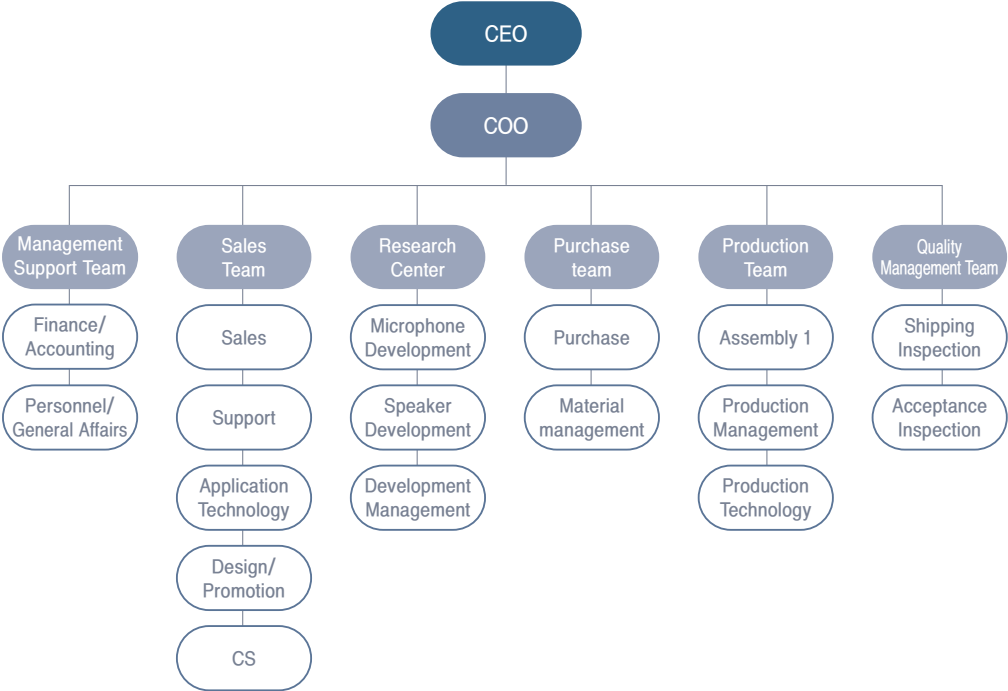 CEO
COO
Management
Support Team
Finance/
Accounting
Personnel/
General Affairs
Sales
Team
Sales
Support
Application
Technology
Design/
Promotion
CS
Research
Center
Microphone
Development
Speaker
Development
Development
Management
Purchase
team
Purchase
Material
management
Production
Team
Assembly 1
Production
Management
Production
Technology
Quality
Management Team
Shipping
Inspection
Acceptance
Inspection